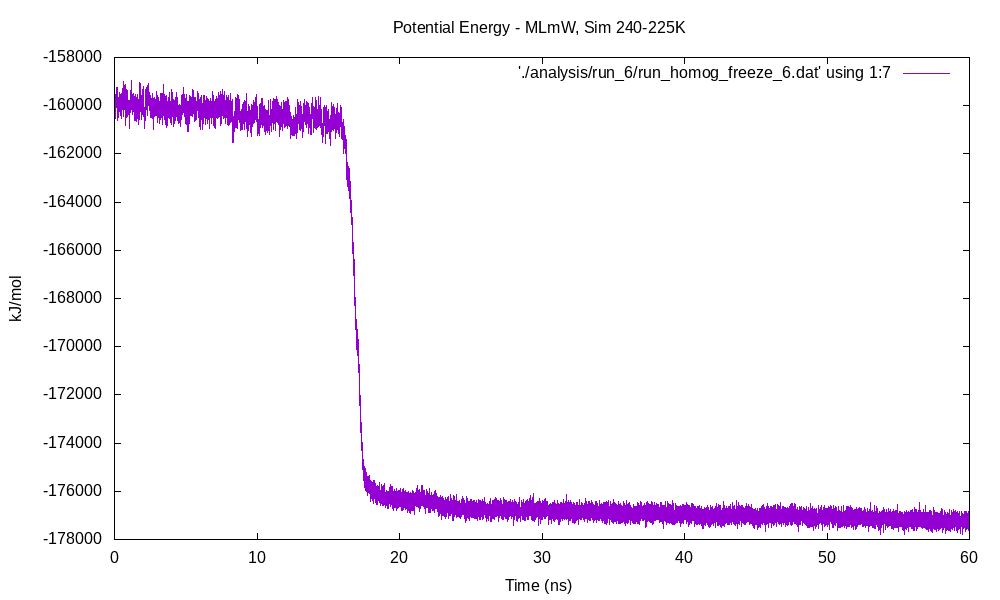 Potential Energy - MLmW, Sim 240-225K
'./analysis/run_6/run_homog_freeze_6.dat' using 1:7
-158000
-160000
-162000
-164000
-166000
-168000
-170000
-172000
-174000
-176000
-178000
kJ/mol
0 10 20 30 40 50 60
Time (ns)